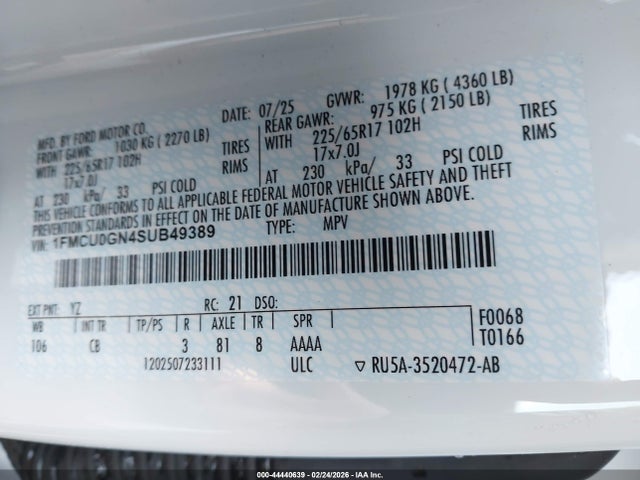 MFD. BY FORD MOTOR CO. DATE: 07/25 GVWR: 1978 KG ( 4360 LB)
FRONT GAWR: 1030 KG ( 2270 LB) REAR GAWR: 975 KG ( 2150 LB)
WITH 225/65R17 102H TIRES WITH 225/65R17 102H TIRES
17x7.0J RIMS 17x7.0J RIMS
AT 230 kPa/ 33 PSI COLD AT 230 kPa/ 33 PSI COLD
THIS VEHICLE CONFORMS TO ALL APPLICABLE FEDERAL MOTOR VEHICLE SAFETY AND THEFT
PREVENTION STANDARDS IN EFFECT ON THE DATE OF MANUFACTURE SHOWN ABOVE.
VIN: 1FMCU0GN4SUB49389 TYPE: MPV
EXT PNT: YZ RC: 21 DSO:
WB INT TR TP/PS R AXLE TR SPR F0068
106 CB 3 81 8 AAAA T0166
1202507233111 ULC ▽ RU5A-3520472-AB
000-44440639 - 02/24/2026 - IAA Inc.